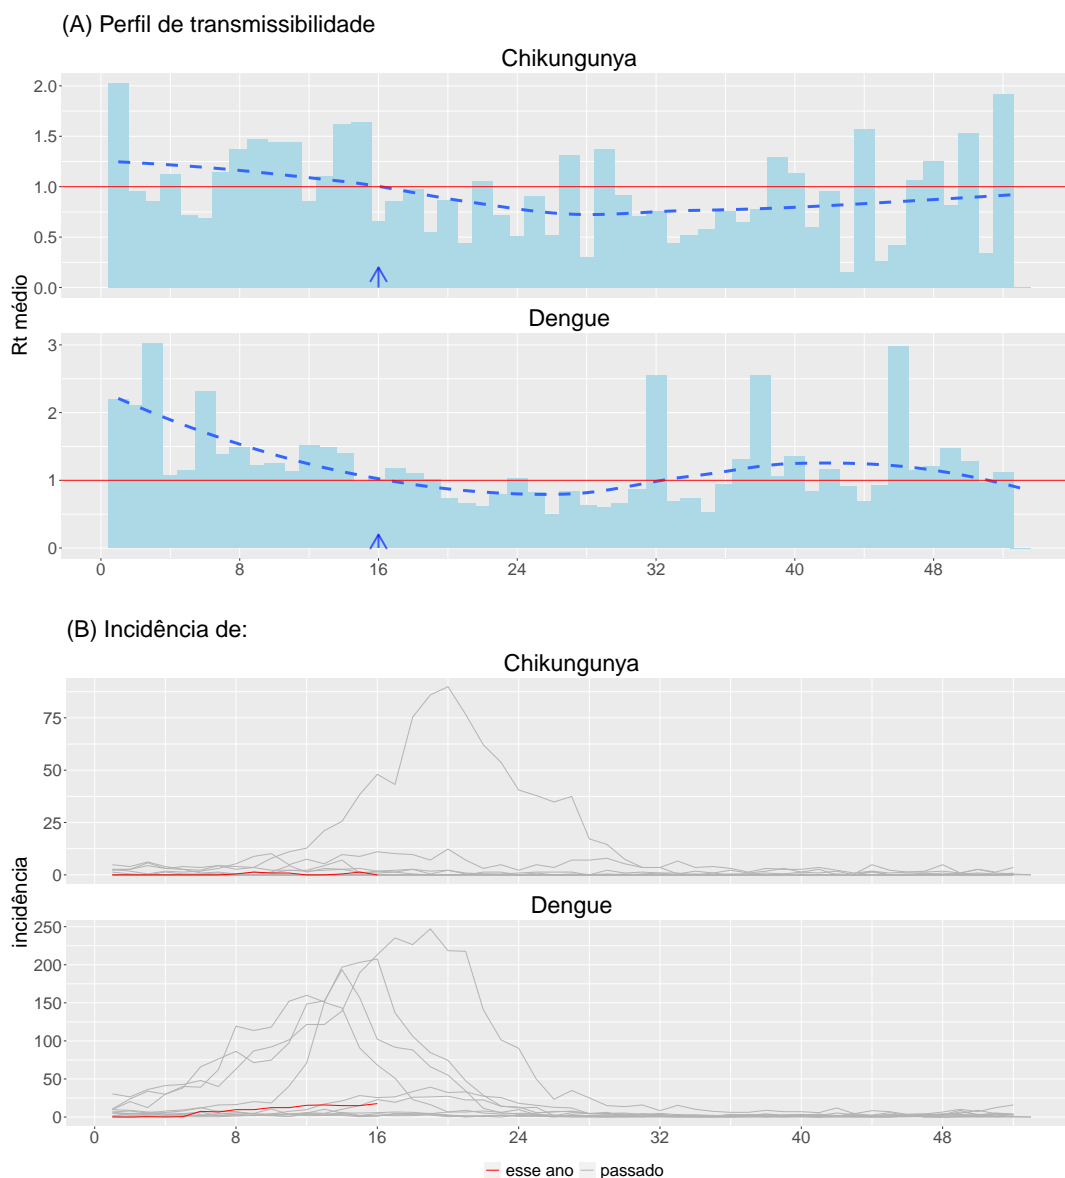 (A) Perfil de transmissibilidade
Chikungunya
2.0
1.5
1.0
0.5
0.0
Rt médio
Dengue
3
2
1
0
0 8 16 24 32 40 48
(B) Incidência de:
Chikungunya
75
50
25
0
incidência
Dengue
250
200
150
100
50
0
0 8 16 24 32 40 48
esse ano passado